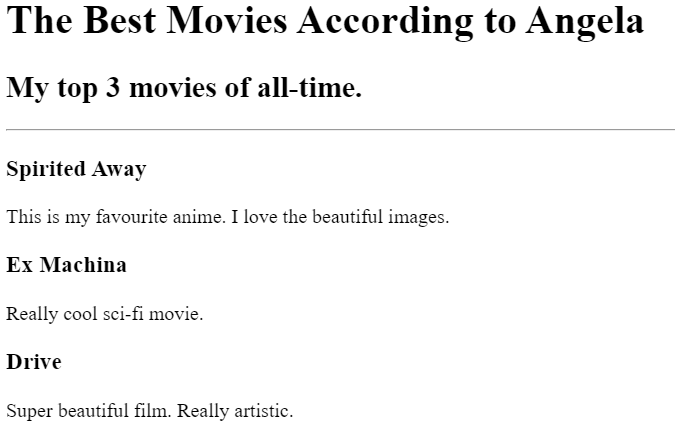 The Best Movies According to Angela
My top 3 movies of all-time.
Spirited Away
This is my favourite anime. I love the beautiful images.
Ex Machina
Really cool sci-fi movie.
Drive
Super beautiful film. Really artistic.